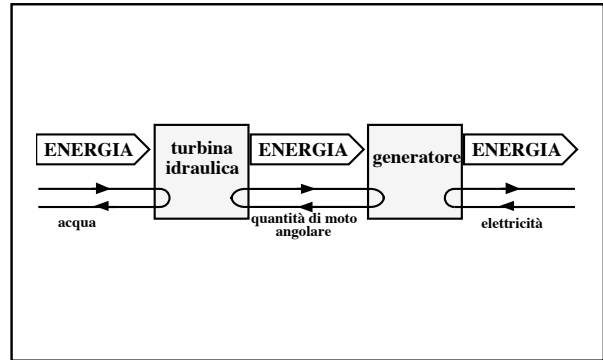 ENERGIA
turbina
idraulica
ENERGIA
generatore
ENERGIA
acqua
quantità di moto
angolare
elettricità